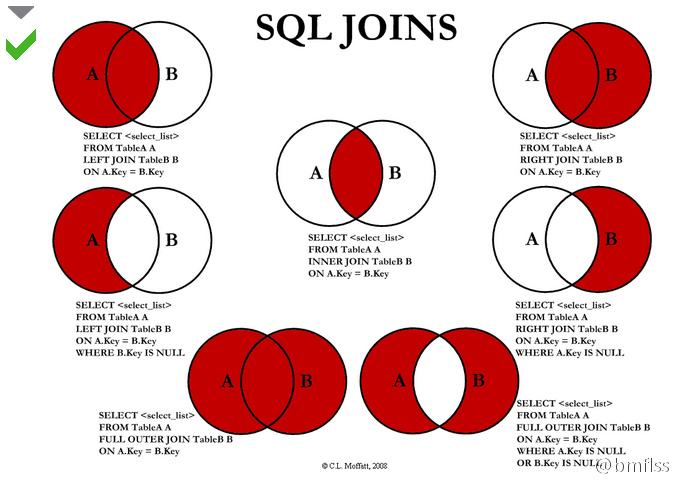 SQL JOINS
A
B
SELECT <select_list>
FROM TableA A
LEFT JOIN TableB B
ON A.Key = B.Key
A
B
SELECT <select_list>
FROM TableA A
RIGHT JOIN TableB B
ON A.Key = B.Key
A
B
SELECT <select_list>
FROM TableA A
INNER JOIN TableB B
ON A.Key = B.Key
A
B
SELECT <select_list>
FROM TableA A
LEFT JOIN TableB B
ON A.Key = B.Key
WHERE B.Key IS NULL
A
B
SELECT <select_list>
FROM TableA A
RIGHT JOIN TableB B
ON A.Key = B.Key
WHERE A.Key IS NULL
A
B
SELECT <select_list>
FROM TableA A
FULL OUTER JOIN TableB B
ON A.Key = B.Key
A
B
SELECT <select_list>
FROM TableA A
FULL OUTER JOIN TableB B
ON A.Key = B.Key
WHERE A.Key IS NULL
OR B.Key IS NULL
© C.L. Moffatt, 2008